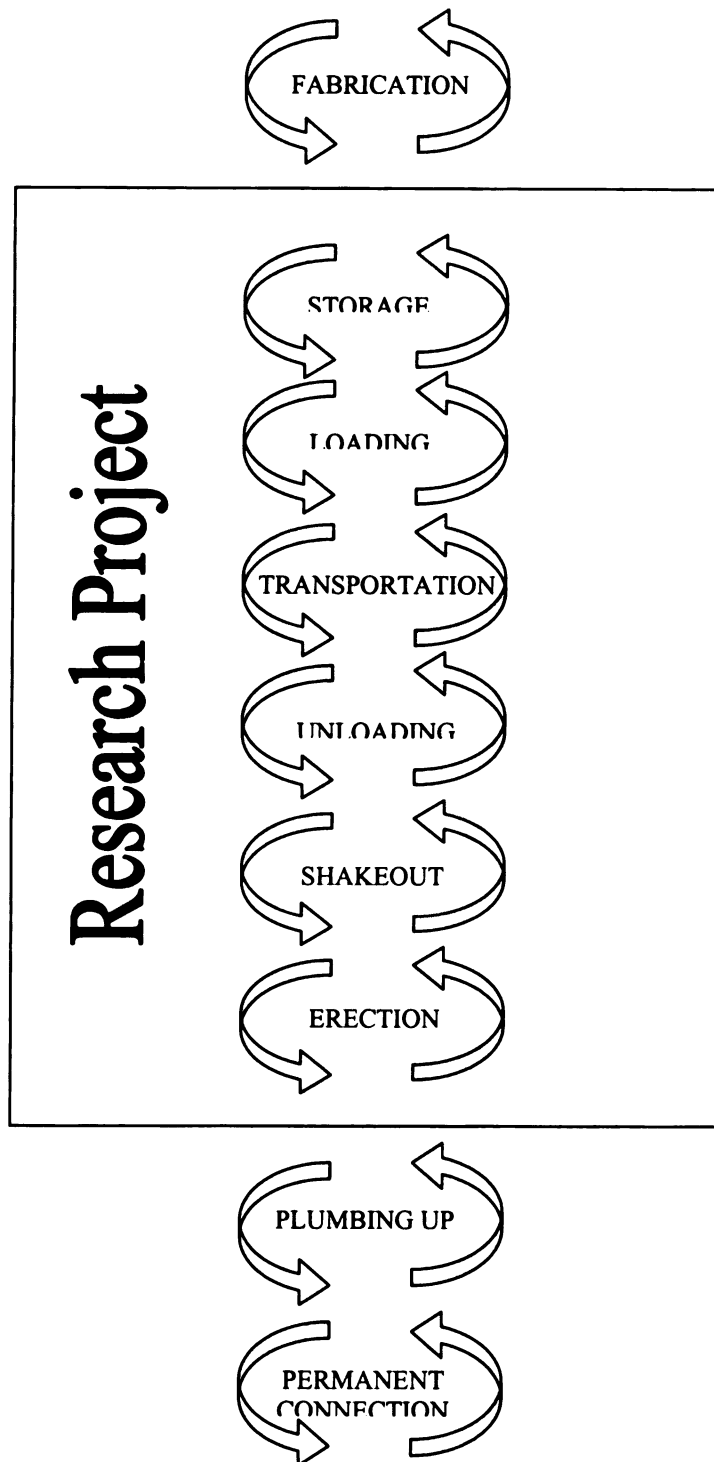 FABRICATION
Research Project
STORAGE
LOADING
TRANSPORTATION
UNLOADING
SHAKEOUT
ERECTION
PLUMBING UP
PERMANENT
CONNECTION